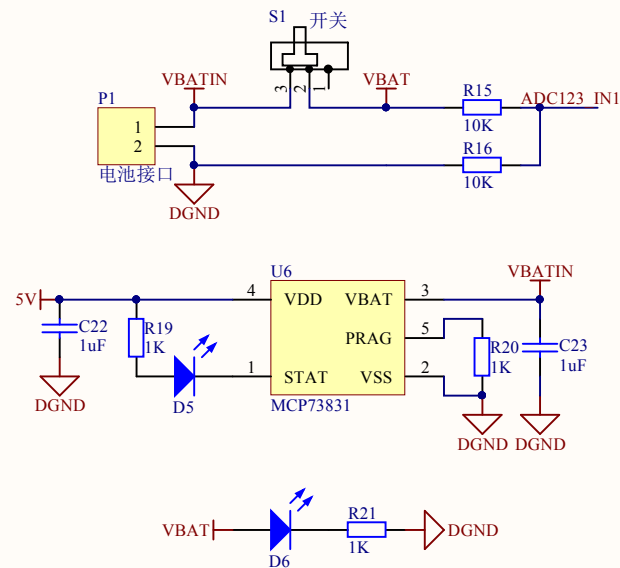 S1 开关
VBATIN
VBAT
3 2 1
P1
R15
ADC123_IN1
1
10K
2
R16
电池接口
10K
DGND
U6
VBATIN
5V
4 VDD VBAT 3
C22
1uF
R19
1K
PRAG 5
R20
1K
C23
1uF
1 STAT VSS 2
D5
MCP73831
DGND
DGND
DGND
VBAT
R21
DGND
1K
D6